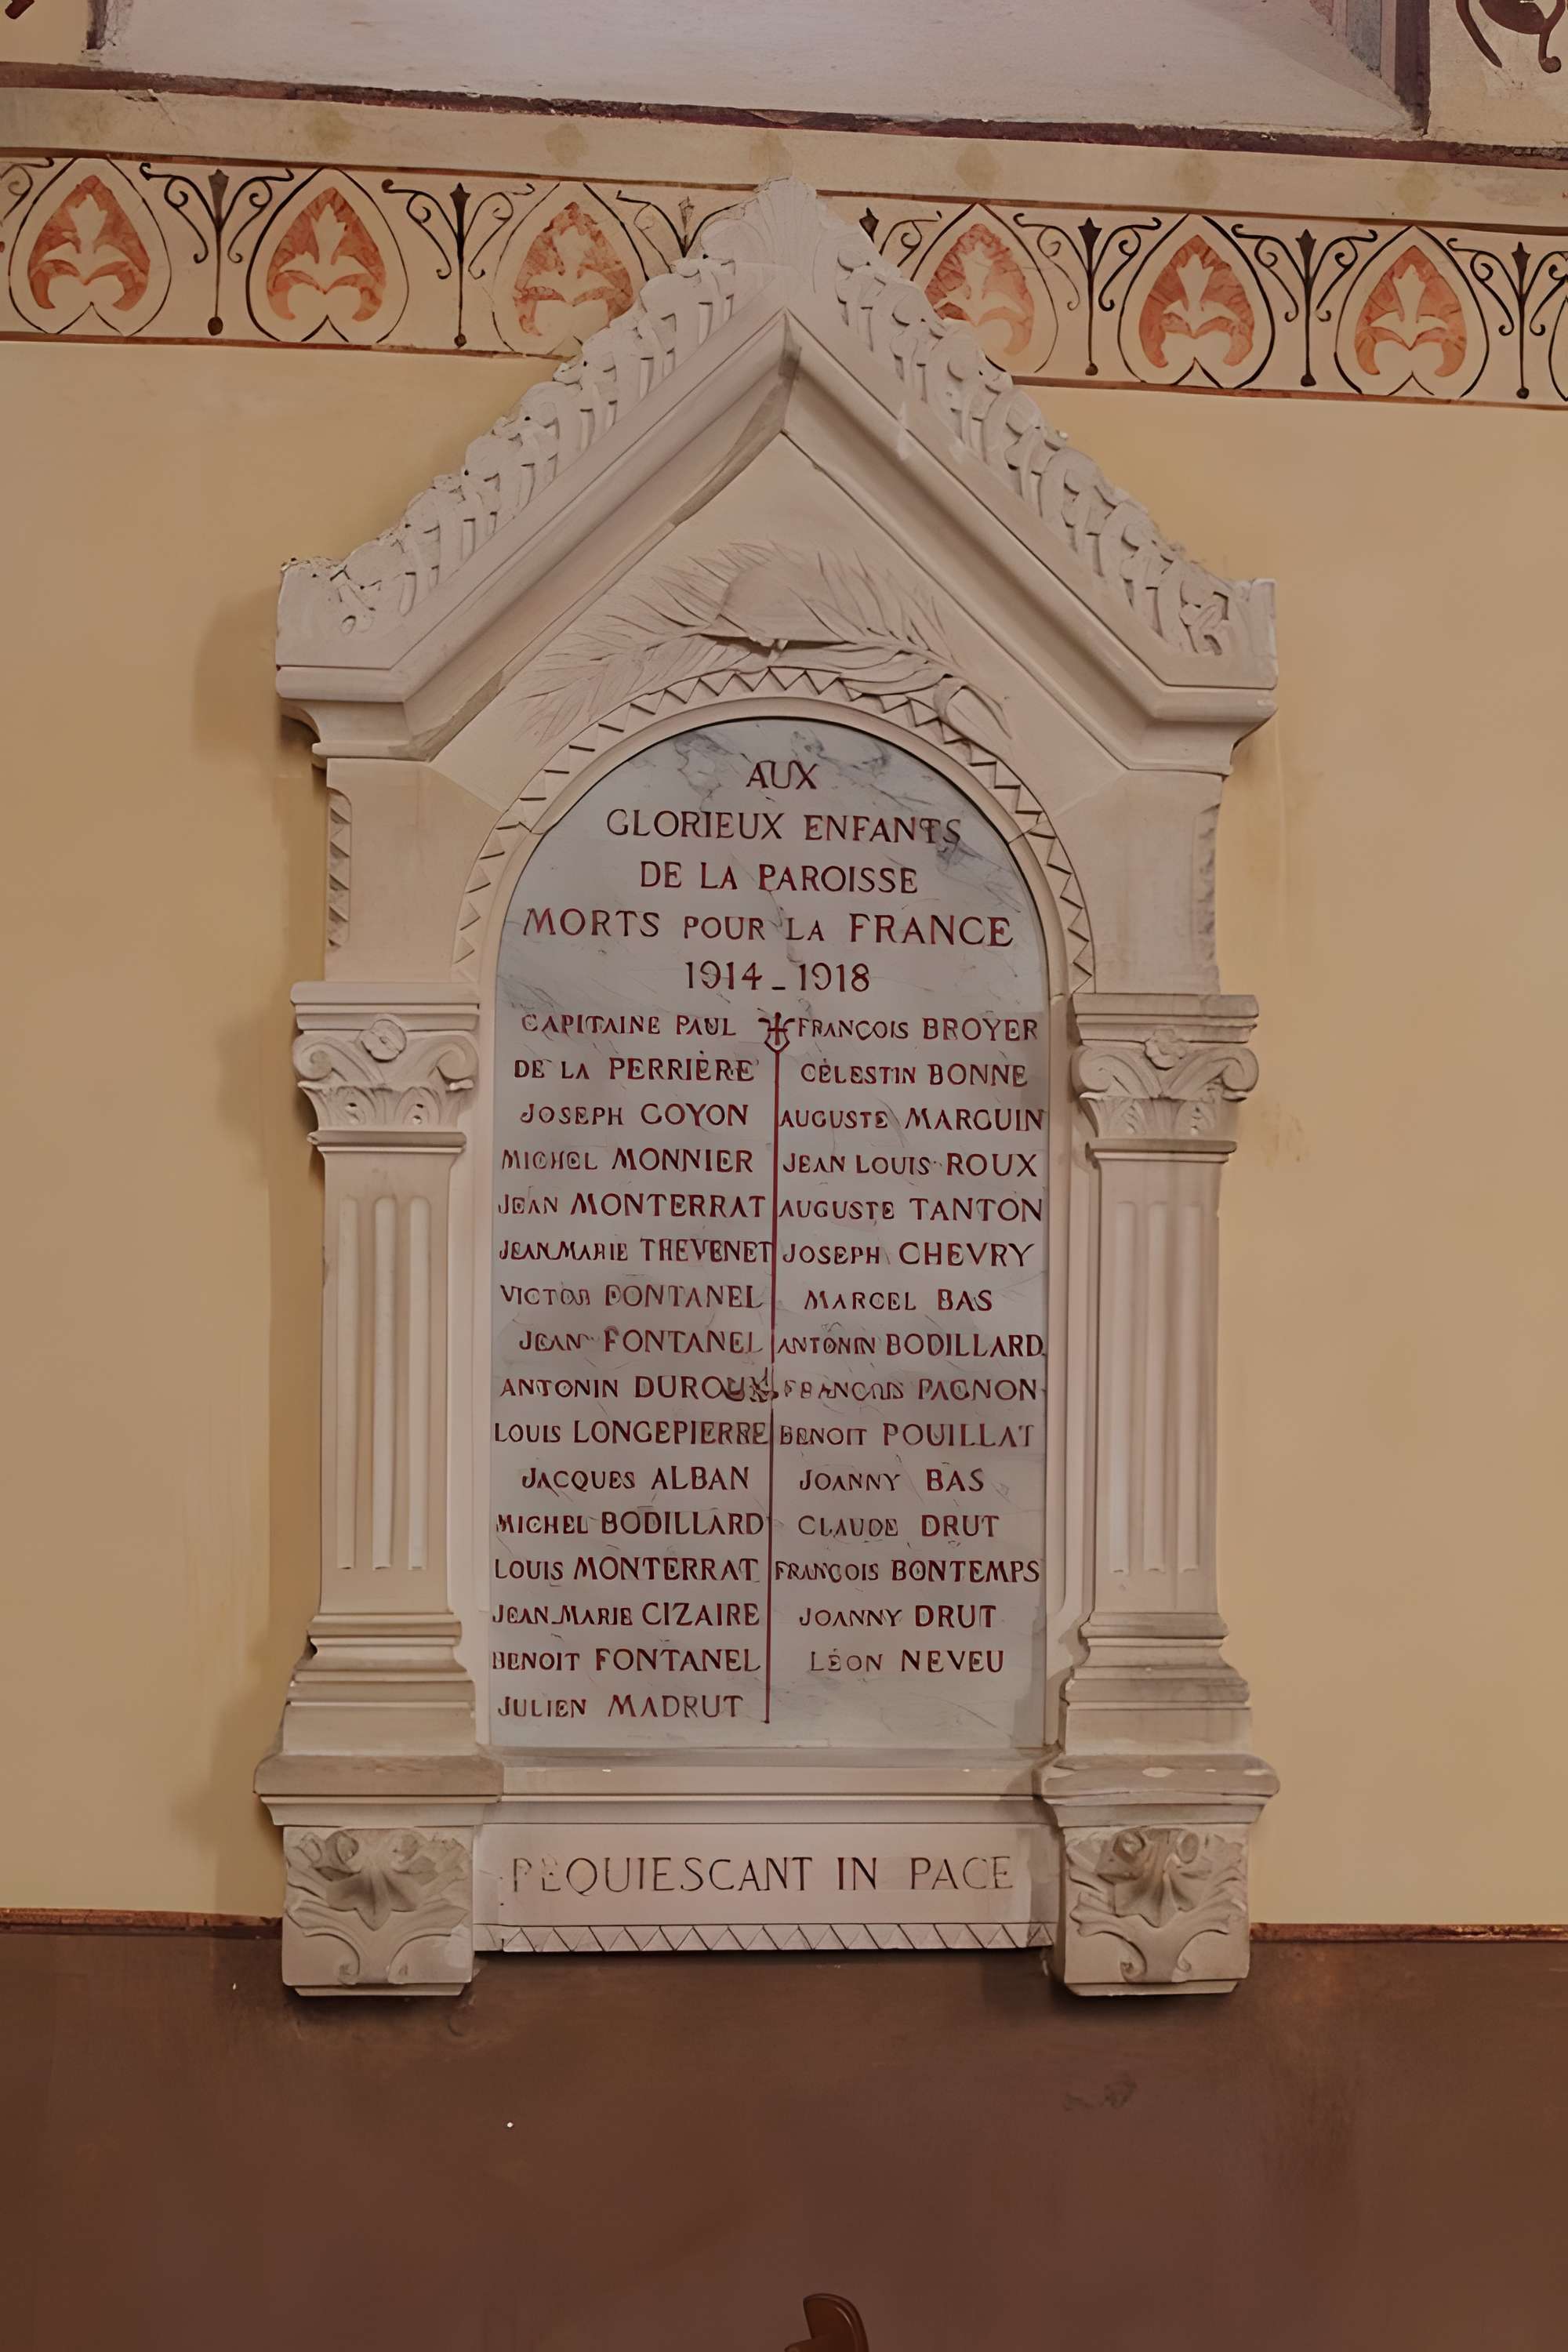 AUX
GLORIEUX ENFANTS
DE LA PAROISSE
MORTS POUR LA FRANCE
1914-1918
CAPITAINE PAUL
DE LA PERRIÈRE
JOSEPH GOYON
MICHEL MONNIER
JEAN MONTERRAT
JEAN-MARIE THEVENET
VICTOR FONTANEL
JEAN FONTANEL
ANTONIN DUROUX
LOUIS LONGEPIERRE
JACQUES ALBAN
MICHEL BODILLARD
LOUIS MONTERRAT
JEAN-MARIE CIZAIRE
BENOIT FONTANEL
JULIEN MADRUT
FRANÇOIS BROYER
CÉLESTIN BONNE
AUGUSTE MARGUIN
JEAN LOUIS ROUX
AUGUSTE TANTON
JOSEPH CHEVRY
MARCEL BAS
ANTONIN BODILLARD
FRANÇOIS PAGNON
BENOIT POUILLAT
JOANNY BAS
CLAUDE DRUT
FRANÇOIS BONTEMPS
JOANNY DRUT
LÉON NEVEU
REQUIESCANT IN PACE